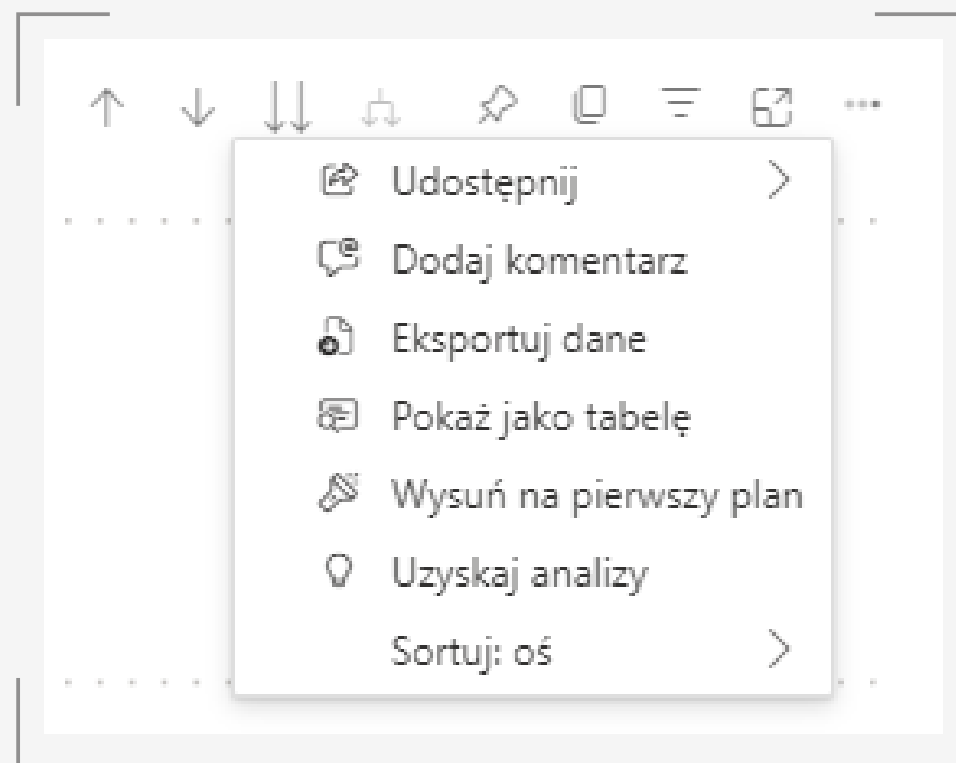 Udostępnij
Dodaj komentarz
Eksportuj dane
Pokaż jako tabelę
Wysuń na pierwszy plan
Uzyskaj analizy
Sortuj: oś